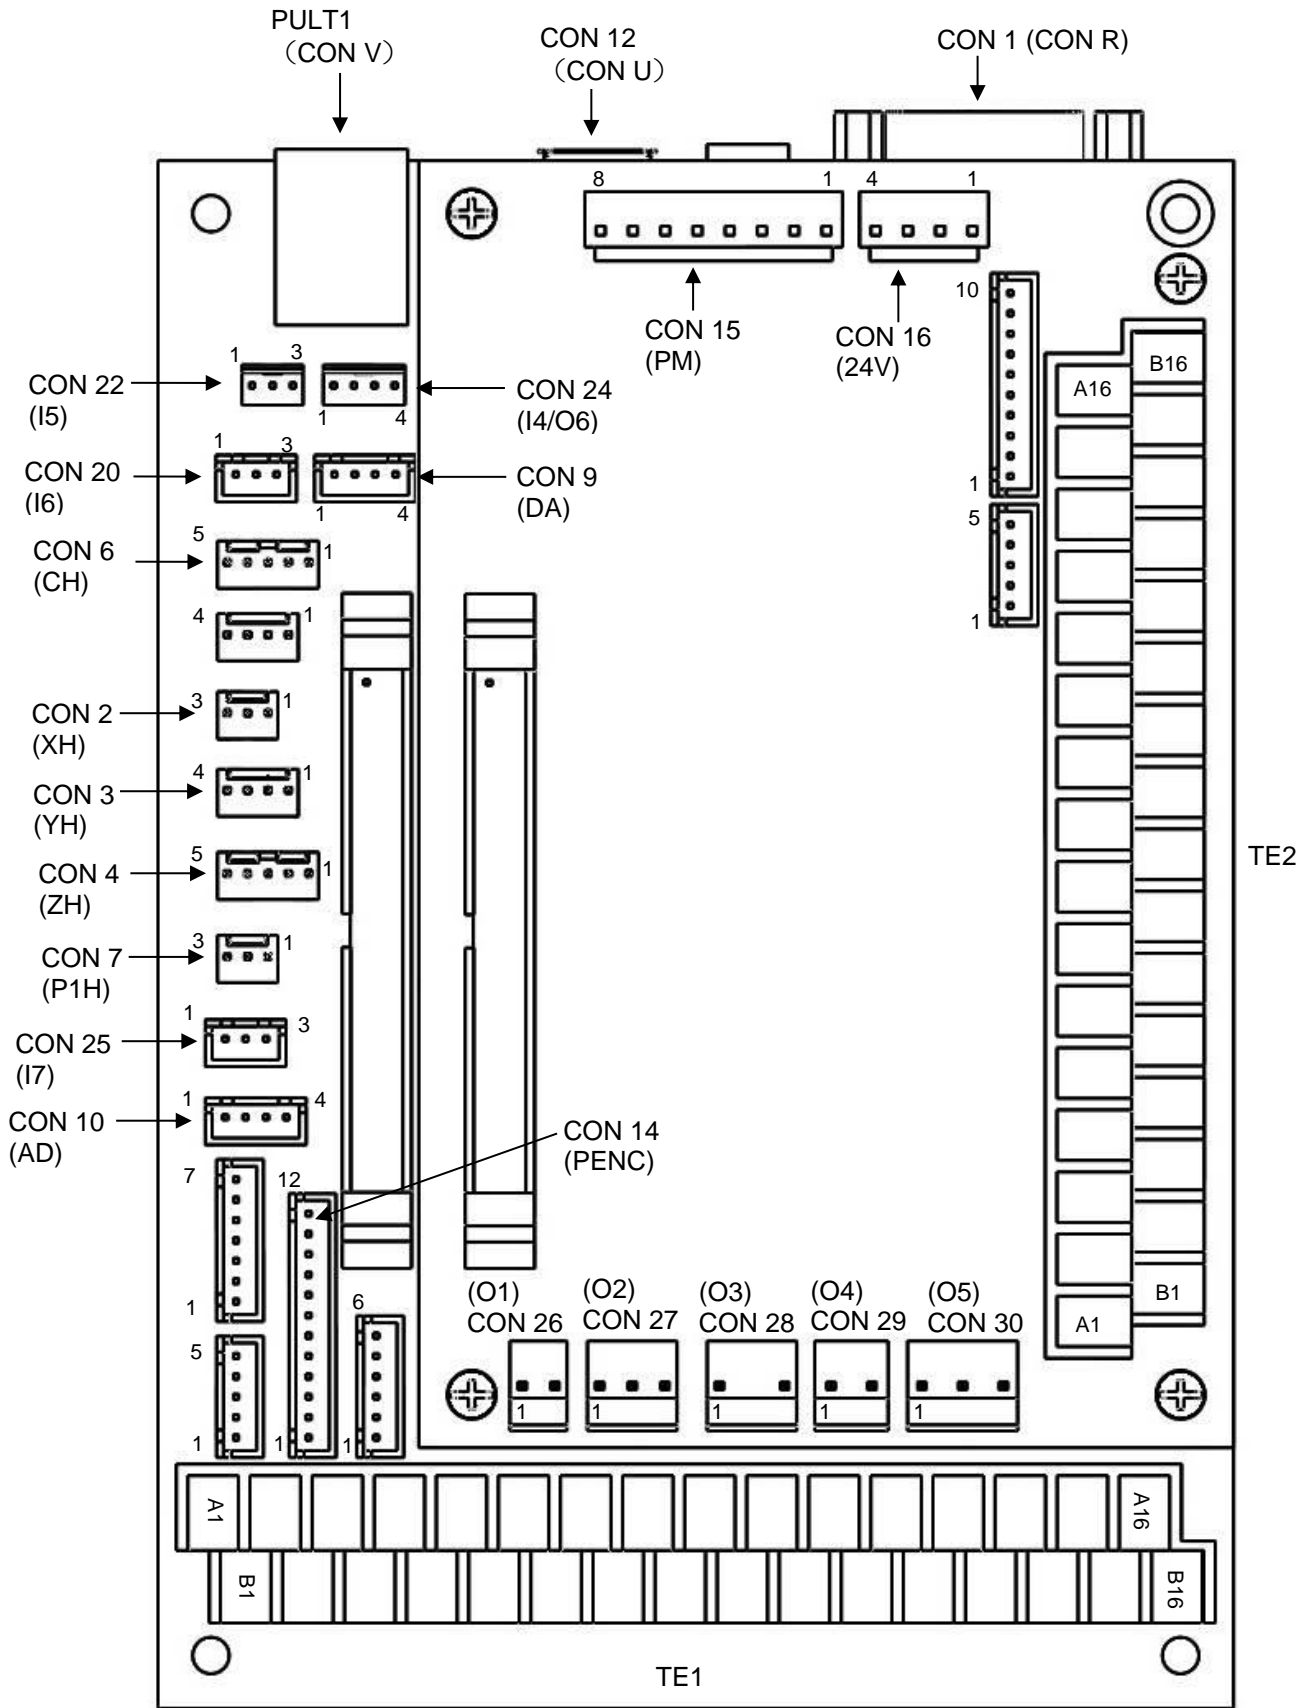 PULT1
（CON V）
CON 12
（CON U）
CON 1 (CON R)
8 1 4 1
CON 15
(PM)
CON 16
(24V)
10
1
5
1
1 3
CON 22
(I5)
CON 24
(I4/O6)
1 4
1 3
CON 20
(I6)
CON 9
(DA)
1 4
5 1
CON 6
(CH)
4 1
3 1
CON 2
(XH)
4 1
CON 3
(YH)
5 1
CON 4
(ZH)
3 1
CON 7
(P1H)
1 3
CON 25
(I7)
1 4
CON 10
(AD)
CON 14
(PENC)
7
1
12
1
6
1
5
1
B16
A16
TE2
B1
A1
(O1)
CON 26
(O2)
CON 27
(O3)
CON 28
(O4)
CON 29
(O5)
CON 30
1 1 1 1 1
A1 A16
B1 B16
TE1